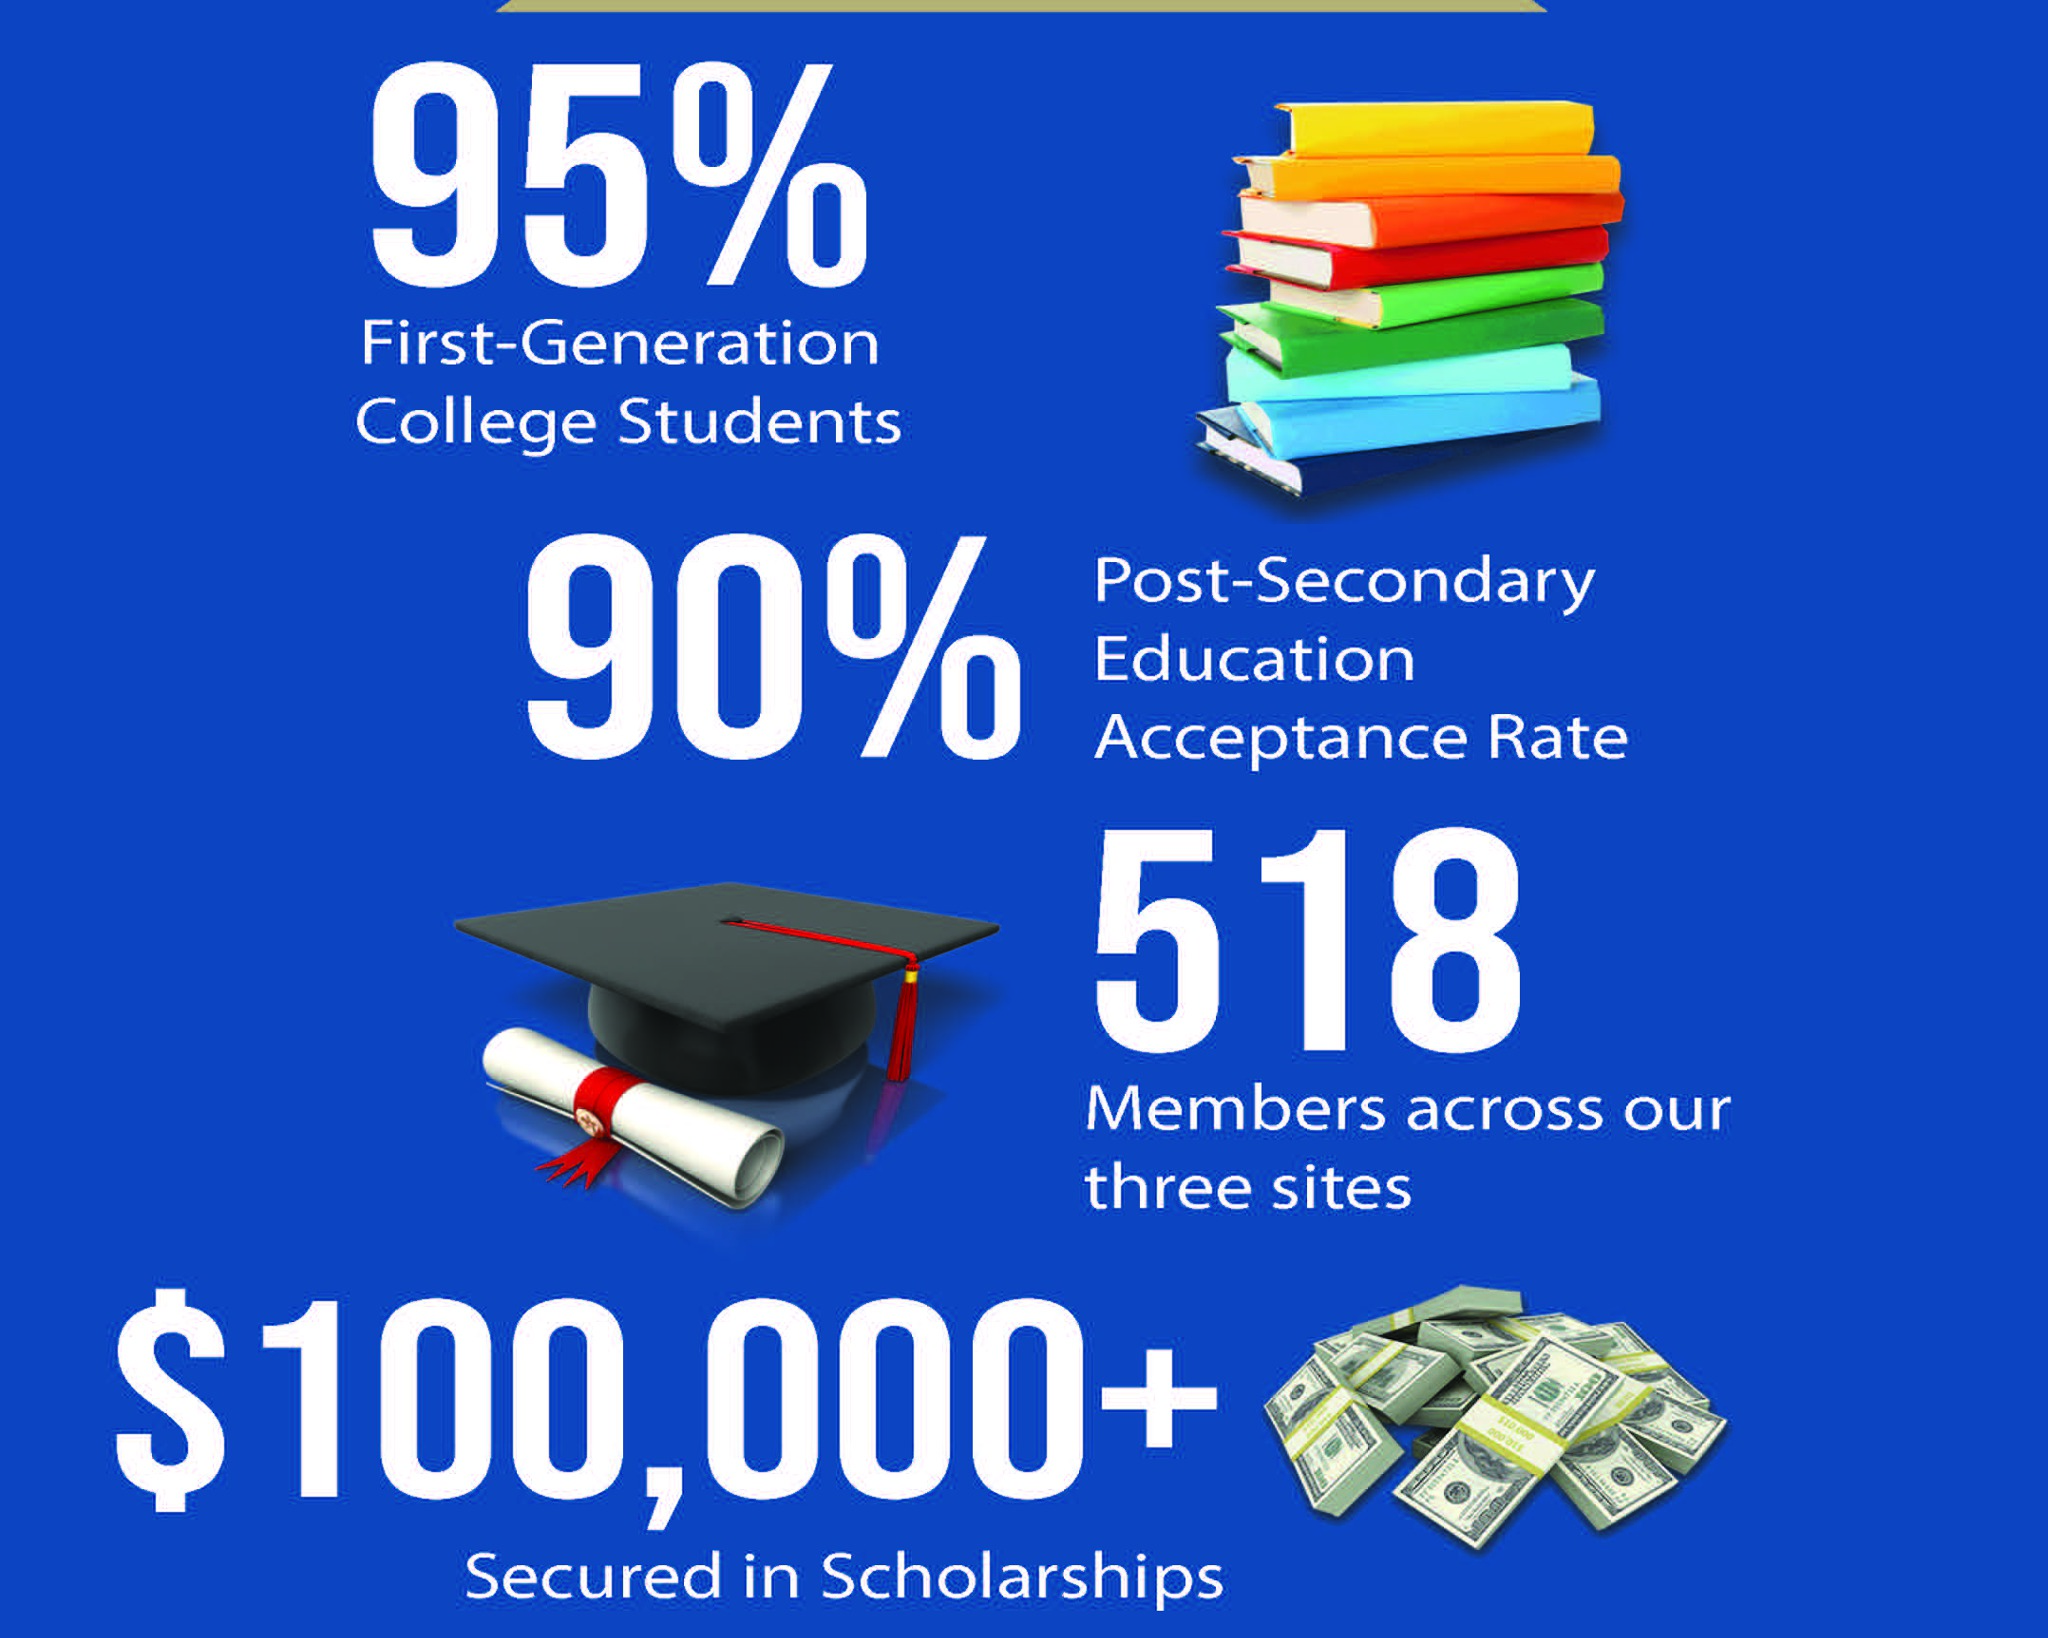 95%
First-Generation
College Students
90%
Post-Secondary
Education
Acceptance Rate
518
Members across our
three sites
$100,000+
Secured in Scholarships